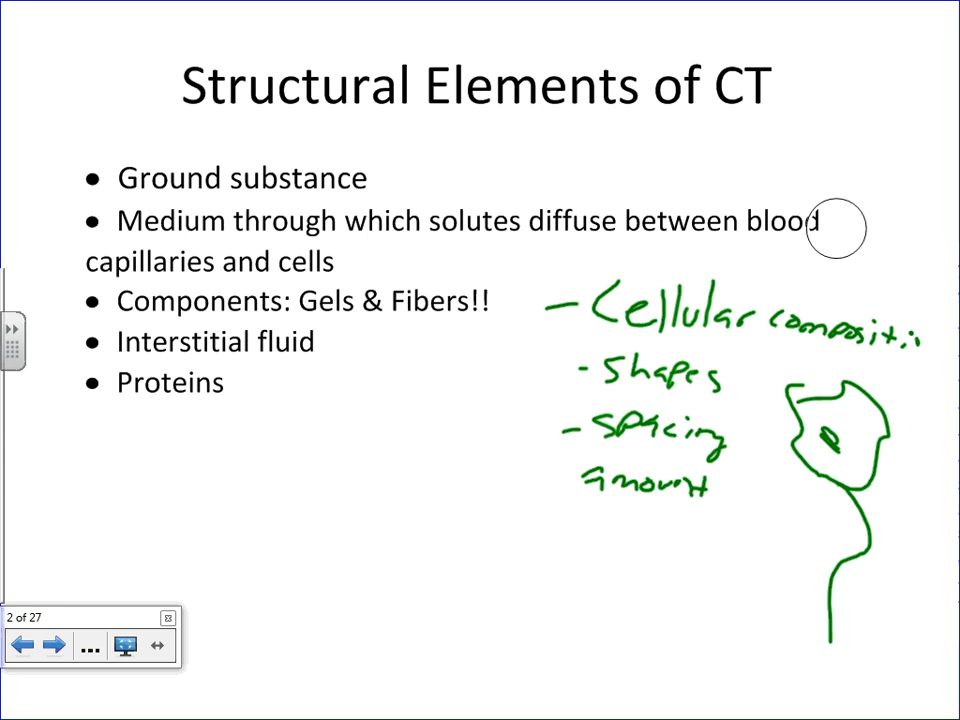 Structural Elements of CT
• Ground substance
• Medium through which solutes diffuse between blood
capillaries and cells
• Components: Gels & Fibers!!
• Interstitial fluid
• Proteins
– Cellular compositi
- shapes
– spacing
amount
2 of 27
...